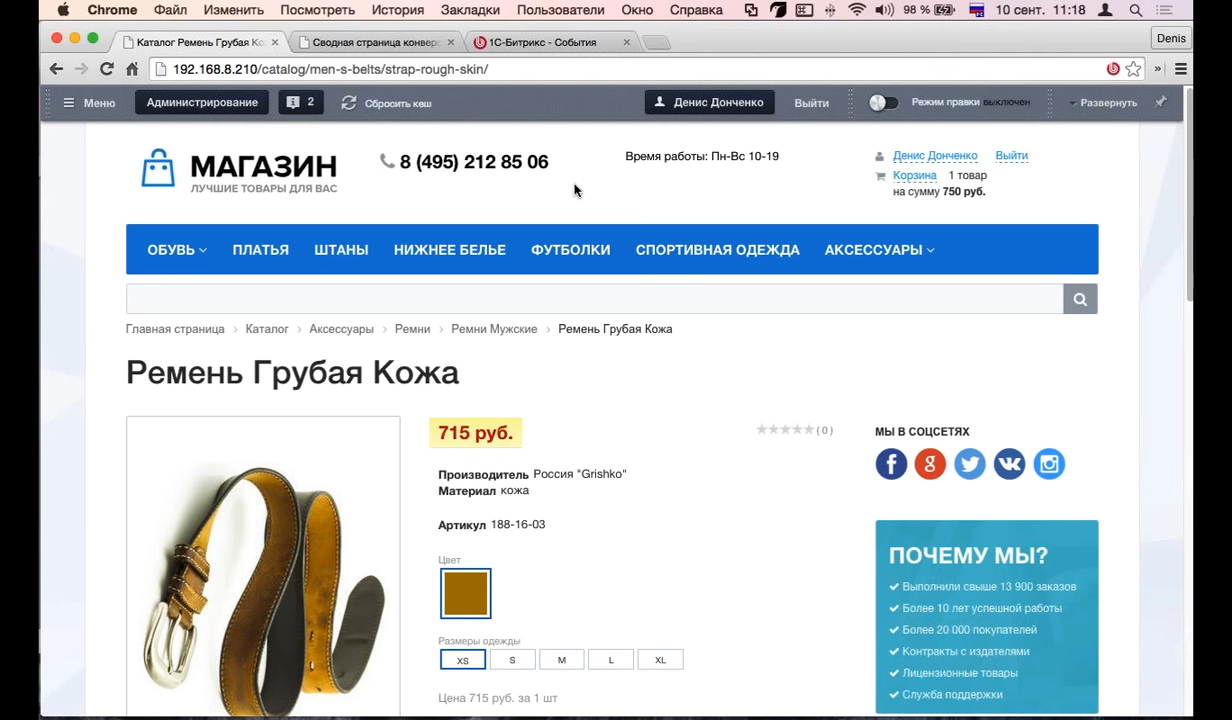 Chrome Файл Изменить Посмотреть История Закладки Пользователи Окно Справка 98 % 10 сент. 11:18
Каталог Ремень Грубая Ко × Сводная страница конверс × 1С-Битрикс - События × Denis
192.168.8.210/catalog/men-s-belts/strap-rough-skin/
Меню Администрирование 2 Сбросить кеш Денис Донченко Выйти Режим правки выключен Развернуть
МАГАЗИН
ЛУЧШИЕ ТОВАРЫ ДЛЯ ВАС
8 (495) 212 85 06
Время работы: Пн-Вс 10-19
Денис Донченко Выйти
Корзина 1 товар
на сумму 750 руб.
ОБУВЬ ПЛАТЬЯ ШТАНЫ НИЖНЕЕ БЕЛЬЕ ФУТБОЛКИ СПОРТИВНАЯ ОДЕЖДА АКСЕССУАРЫ
Главная страница > Каталог > Аксессуары > Ремни > Ремни Мужские > Ремень Грубая Кожа
Ремень Грубая Кожа
715 руб.
(0)
Производитель Россия "Grishko"
Материал кожа
Артикул 188-16-03
Цвет
Размеры одежды
XS S M L XL
Цена 715 руб. за 1 шт
МЫ В СОЦСЕТЯХ
ПОЧЕМУ МЫ?
Выполнили свыше 13 900 заказов
Более 10 лет успешной работы
Более 20 000 покупателей
Контракты с издателями
Лицензионные товары
Служба поддержки